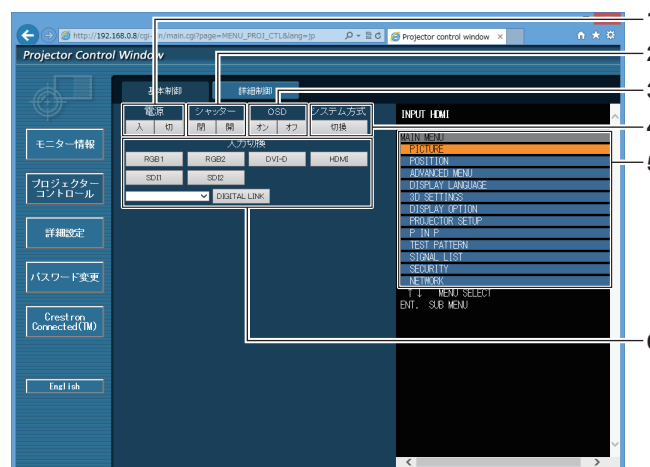 http://192.168.0.8/cgi-bin/main.cgi?page=MENU_PROJ_CTL&lang=jp
Projector control window ×
Projector Control Window
基本制御 詳細制御
電源 シャッター OSD システム方式
入 切 閉 開 オン オフ 切換
入力切換
RGB1 RGB2 DVI-D HDMI
SDI1 SDI2
DIGITAL LINK
モニター情報
プロジェクター
コントロール
詳細設定
パスワード変更
Crestron
Connected(TM)
English
INPUT HDMI
MAIN MENU
PICTURE
POSITION
ADVANCED MENU
DISPLAY LANGUAGE
3D SETTINGS
DISPLAY OPTION
PROJECTOR SETUP
P IN P
TEST PATTERN
SIGNAL LIST
SECURITY
NETWORK
↑↓ MENU SELECT
ENT. SUB MENU
1
2
3
4
5
6